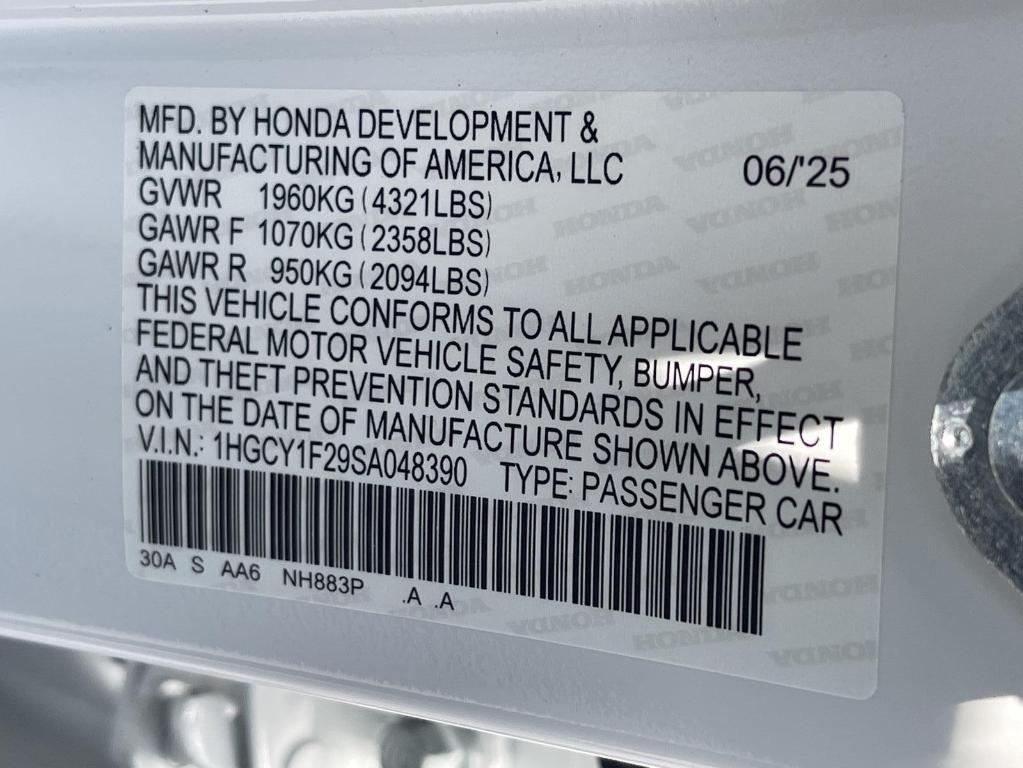 MFD. BY HONDA DEVELOPMENT &
MANUFACTURING OF AMERICA, LLC 06/'25
GVWR 1960KG (4321LBS)
GAWR F 1070KG (2358LBS)
GAWR R 950KG (2094LBS)
THIS VEHICLE CONFORMS TO ALL APPLICABLE
FEDERAL MOTOR VEHICLE SAFETY, BUMPER,
AND THEFT PREVENTION STANDARDS IN EFFECT
ON THE DATE OF MANUFACTURE SHOWN ABOVE.
V.I.N.: 1HGCY1F29SA048390 TYPE: PASSENGER CAR
30A S AA6 NH883P .A .A